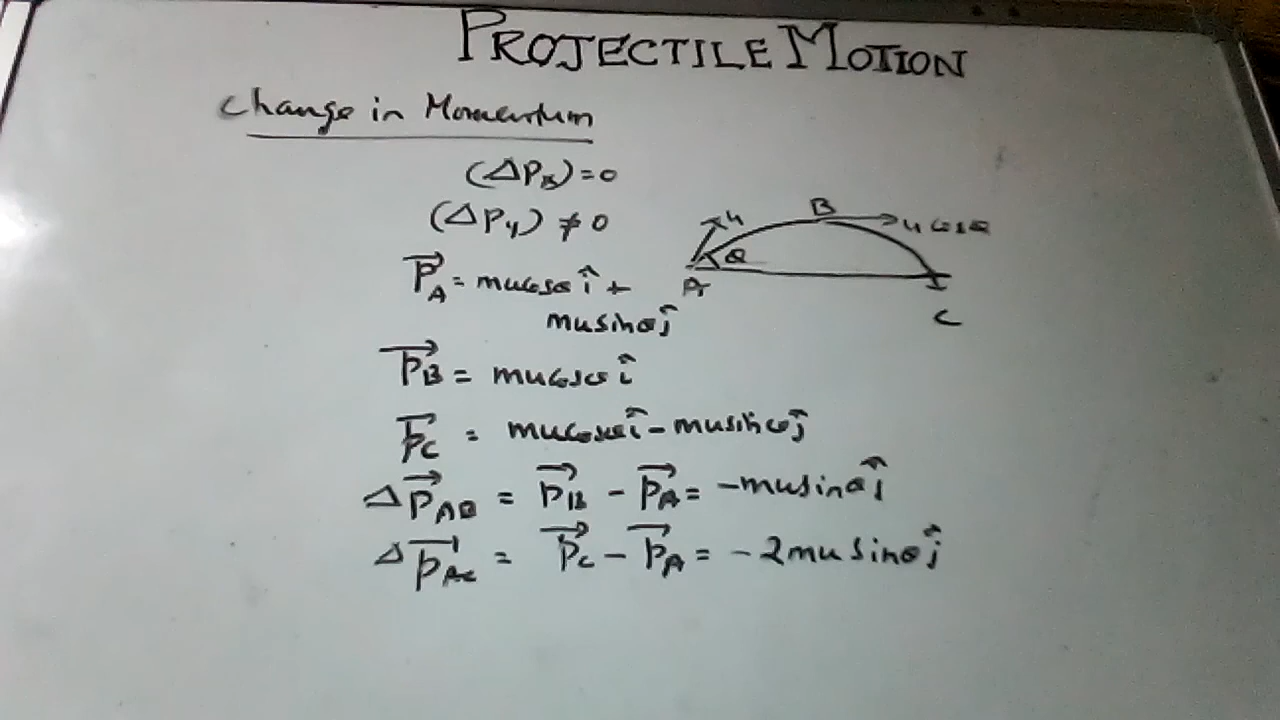 PROJECTILE MOTION
Change in Momentum
(ΔPx) = 0
(ΔPy) ≠ 0
B
u
u cosθ
θ
A
C
P⃗A = mucosθ î +
musinθ ĵ
P⃗B = mucosθ î
P⃗C = mucosθ î - musinθ ĵ
ΔP⃗AB = P⃗B - P⃗A = -musinθ ĵ
ΔP⃗AC = P⃗C - P⃗A = -2musinθ ĵ